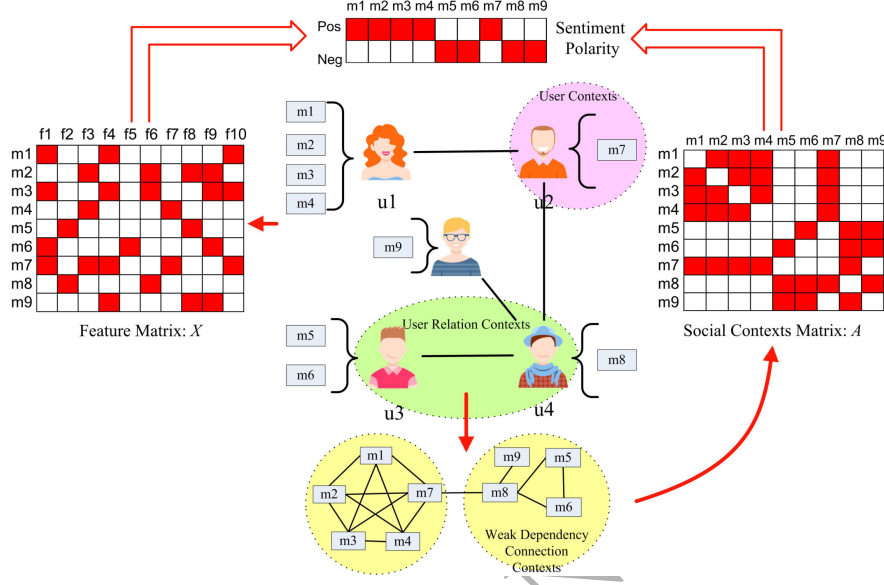 m1 m2 m3 m4 m5 m6 m7 m8 m9
Pos
Neg
Sentiment
Polarity
f1 f2 f3 f4 f5 f6 f7 f8 f9 f10
m1
m2
m3
m4
m5
m6
m7
m8
m9
Feature Matrix: X
m1
m2
m3
m4
u1
User Contexts
m7
u2
m9
User Relation Contexts
m5
m6
u3
m8
u4
m1 m2 m3 m4 m5 m6 m7 m8 m9
m1
m2
m3
m4
m5
m6
m7
m8
m9
Social Contexts Matrix: A
m1
m2
m7
m3
m4
m9
m5
m8
m6
Weak Dependency
Connection
Contexts